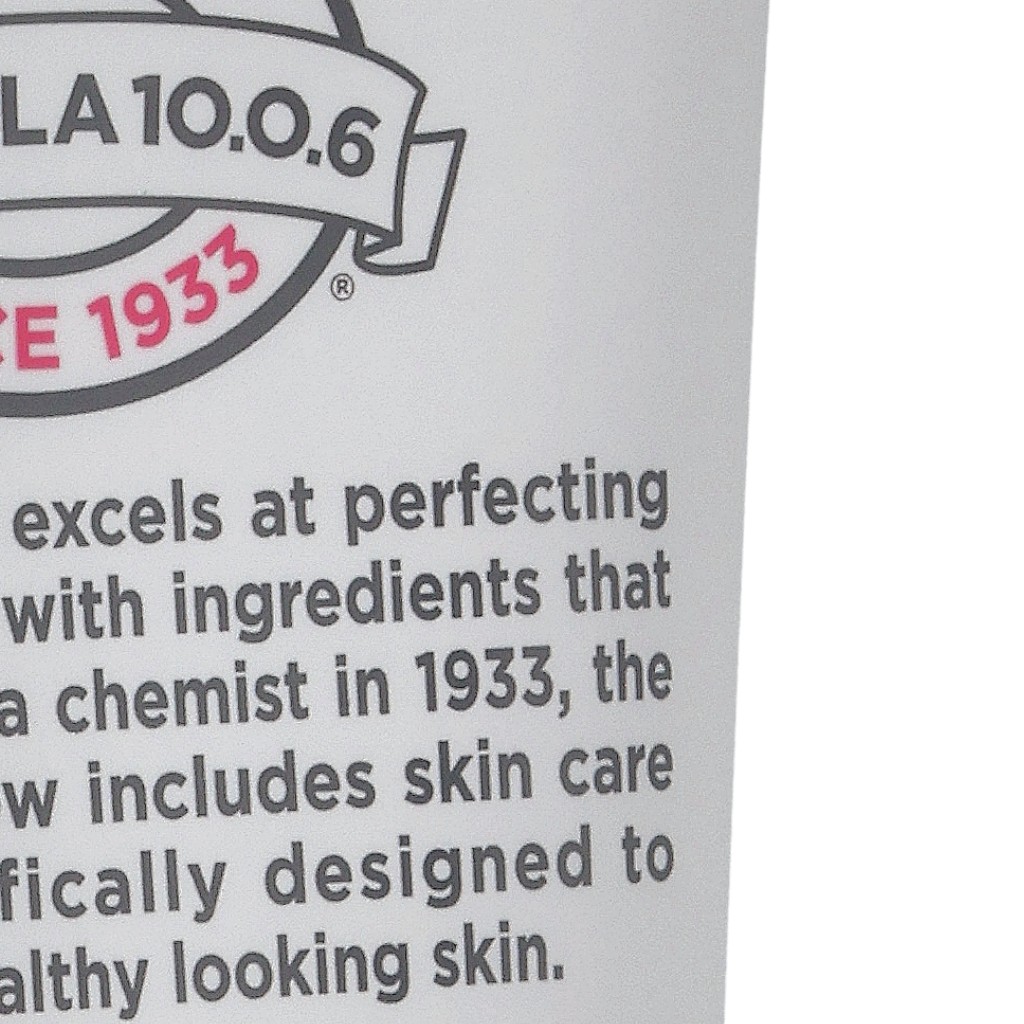 LA 10.0.6
CE 1933
®
excels at perfecting
with ingredients that
a chemist in 1933, the
ow includes skin care
fically designed to
althy looking skin.